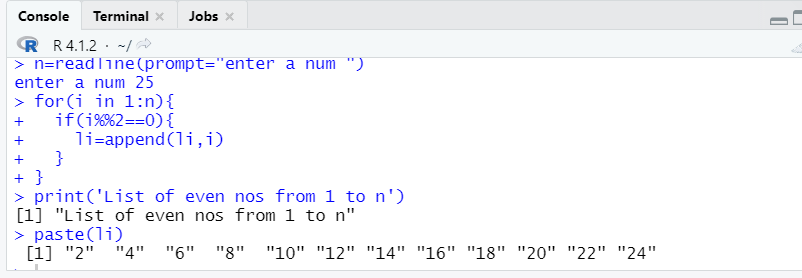 Console Terminal Jobs
R R 4.1.2 · ~/
> n=readline(prompt="enter a num ")
enter a num 25
> for(i in 1:n){
+   if(i%%2==0){
+     li=append(li,i)
+   }
+ }
> print('List of even nos from 1 to n')
[1] "List of even nos from 1 to n"
> paste(li)
 [1] "2"  "4"  "6"  "8"  "10" "12" "14" "16" "18" "20" "22" "24"